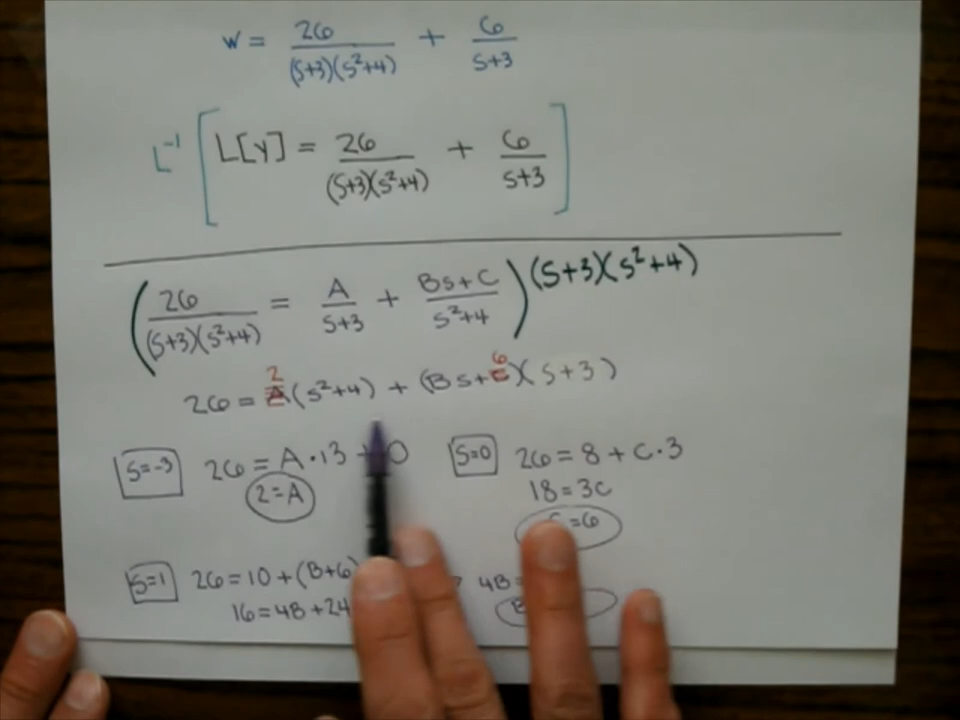 w = 26/((s+3)(s²+4)) + 6/(s+3)
L⁻¹ [ L[y] = 26/((s+3)(s²+4)) + 6/(s+3) ]
( 26/((s+3)(s²+4)) = A/(s+3) + (Bs+C)/(s²+4) ) (s+3)(s²+4)
2 6
26 = A(s²+4) + (Bs+C)(s+3)
s=-3 26 = A·13 + 0 s=0 26 = 8 + C·3
2=A 18=3C
=6
s=1 26 = 10 + (B+6) 4B=
16 = 4B+24 B